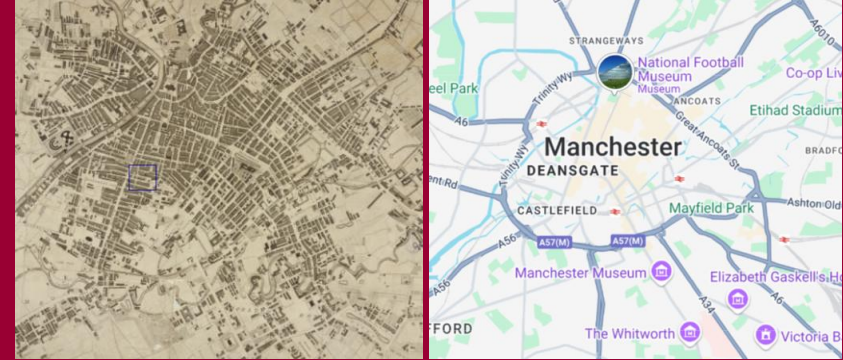 STRANGEWAYS
National Football
Museum
Museum
A6010
Co-op Liv
eel Park
Trinity Wy
ANCOATS
Etihad Stadium
A6
Great Ancoats St
Manchester
BRADFO
Trinity Wy
DEANSGATE
ent Rd
CASTLEFIELD
Mayfield Park
Ashton Old
A56
A57(M)
A57(M)
Manchester Museum
Elizabeth Gaskell's Ho
A56
A34
A6
FFORD
The Whitworth
Victoria B